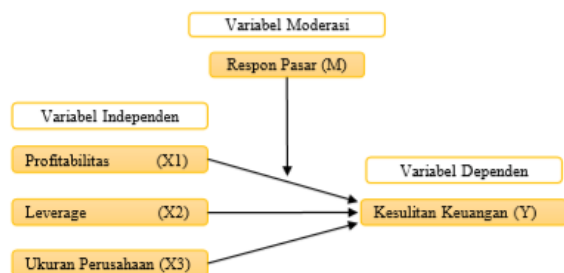 Variabel Moderasi
Respon Pasar (M)
Variabel Independen
Profitabilitas (X1)
Variabel Dependen
Leverage (X2)
Kesulitan Keuangan (Y)
Ukuran Perusahaan (X3)